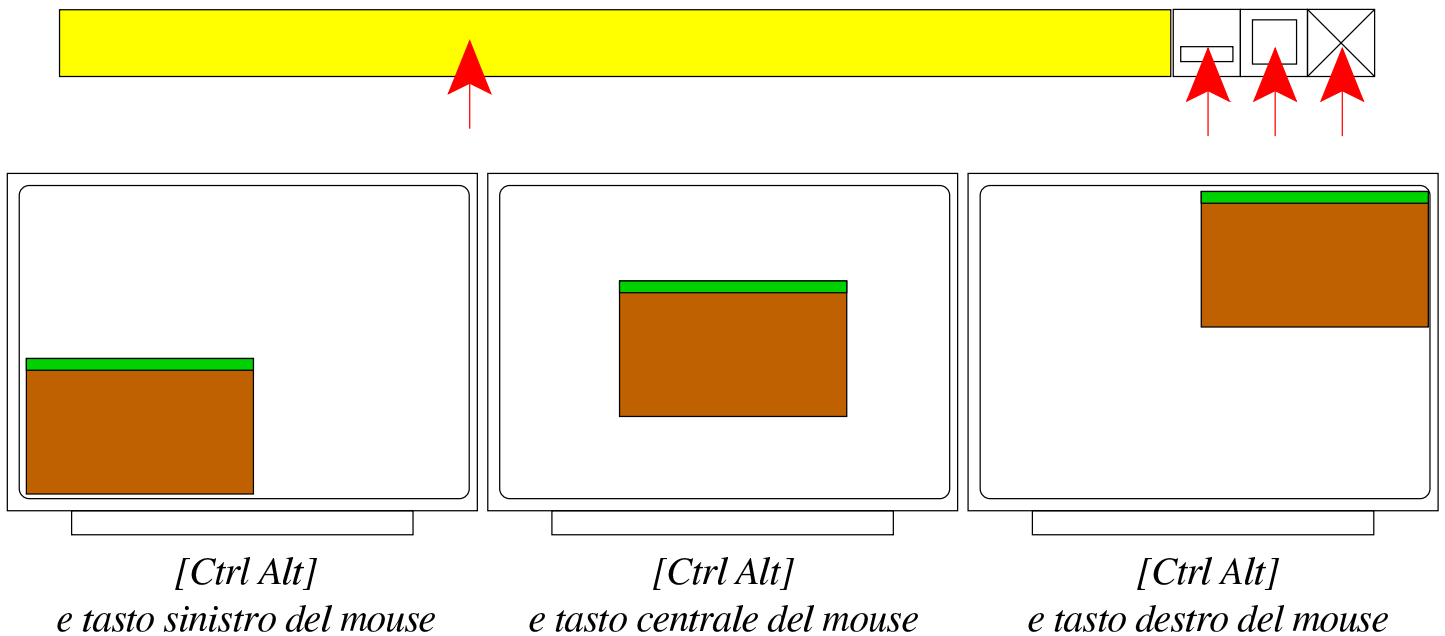 [Ctrl Alt]
e tasto sinistro del mouse
[Ctrl Alt]
e tasto centrale del mouse
[Ctrl Alt]
e tasto destro del mouse